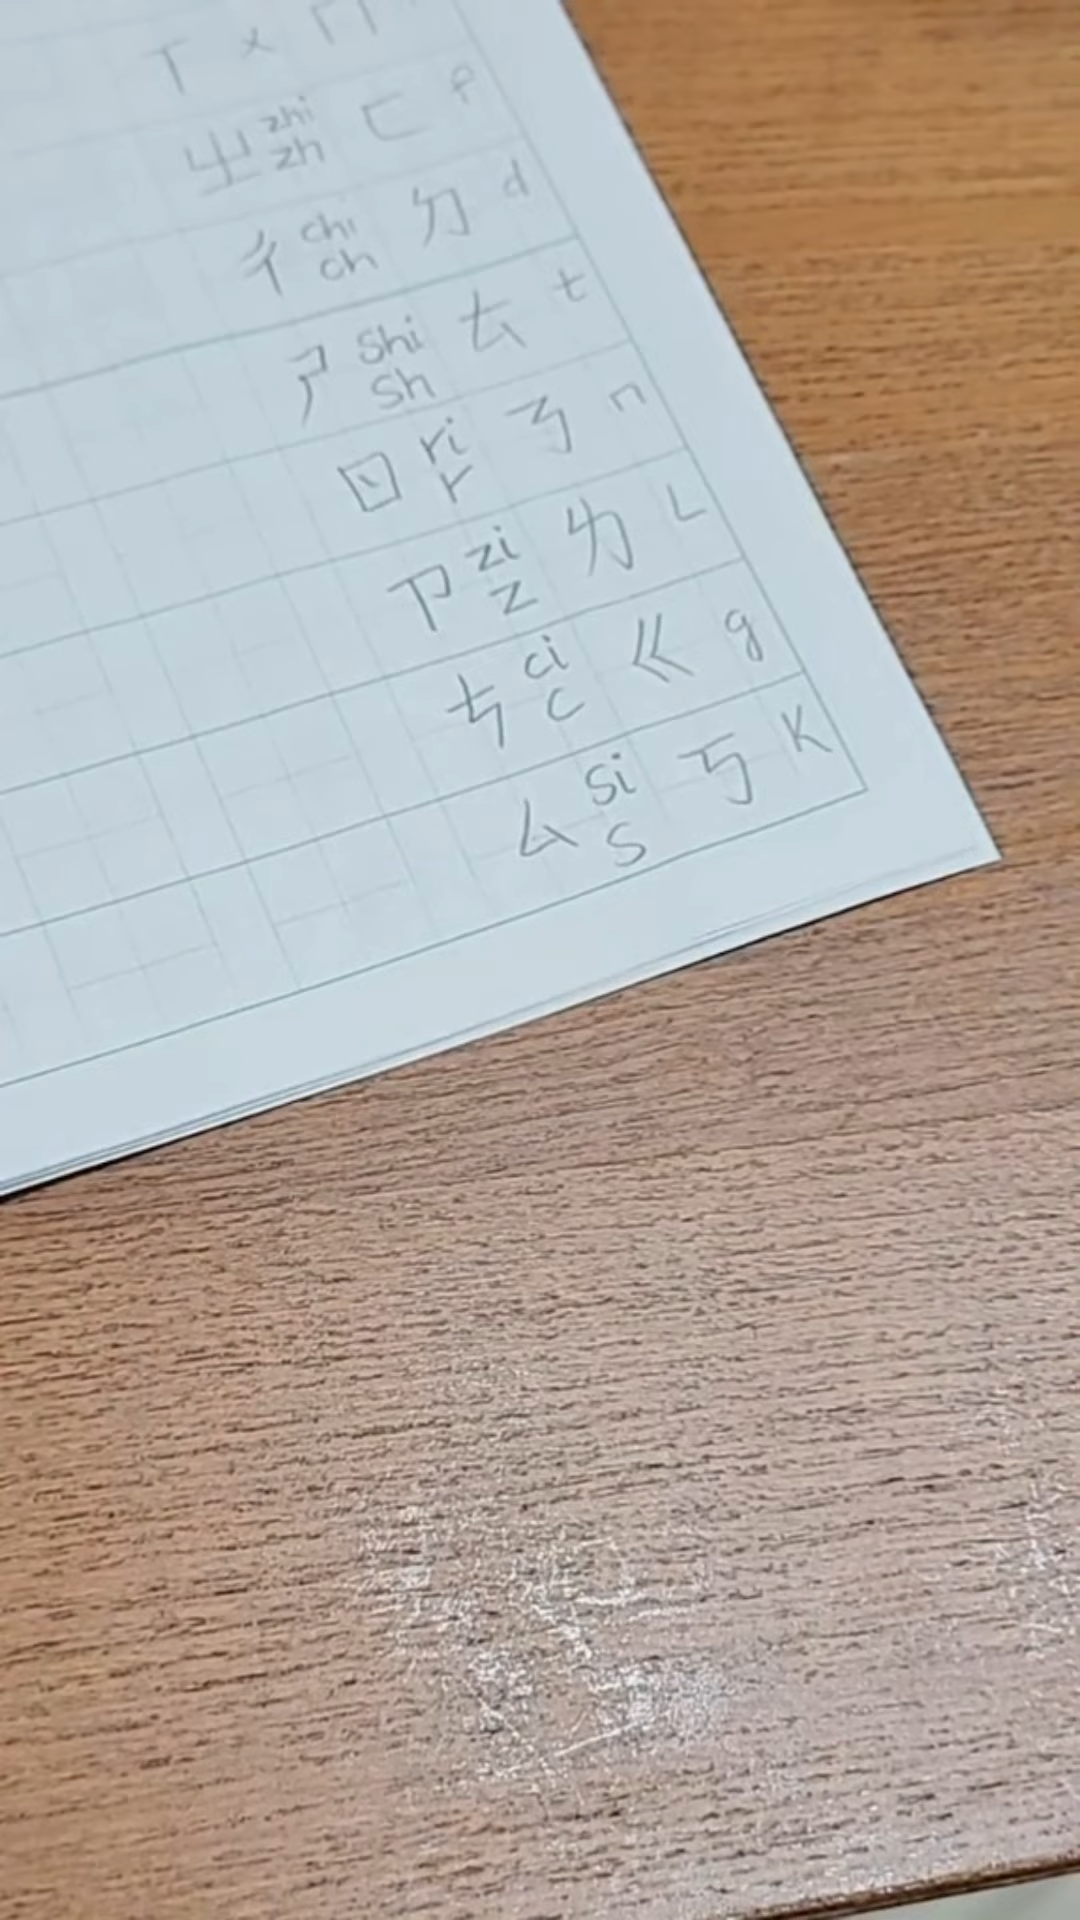 ㄒ x ㄇ
ㄓ zhi zh ㄈ f
ㄔ chi ch ㄉ d
ㄕ shi sh ㄊ t
ㄖ ri r ㄋ n
ㄗ zi z ㄌ L
ㄘ ci c ㄍ g
ㄙ si s ㄎ K